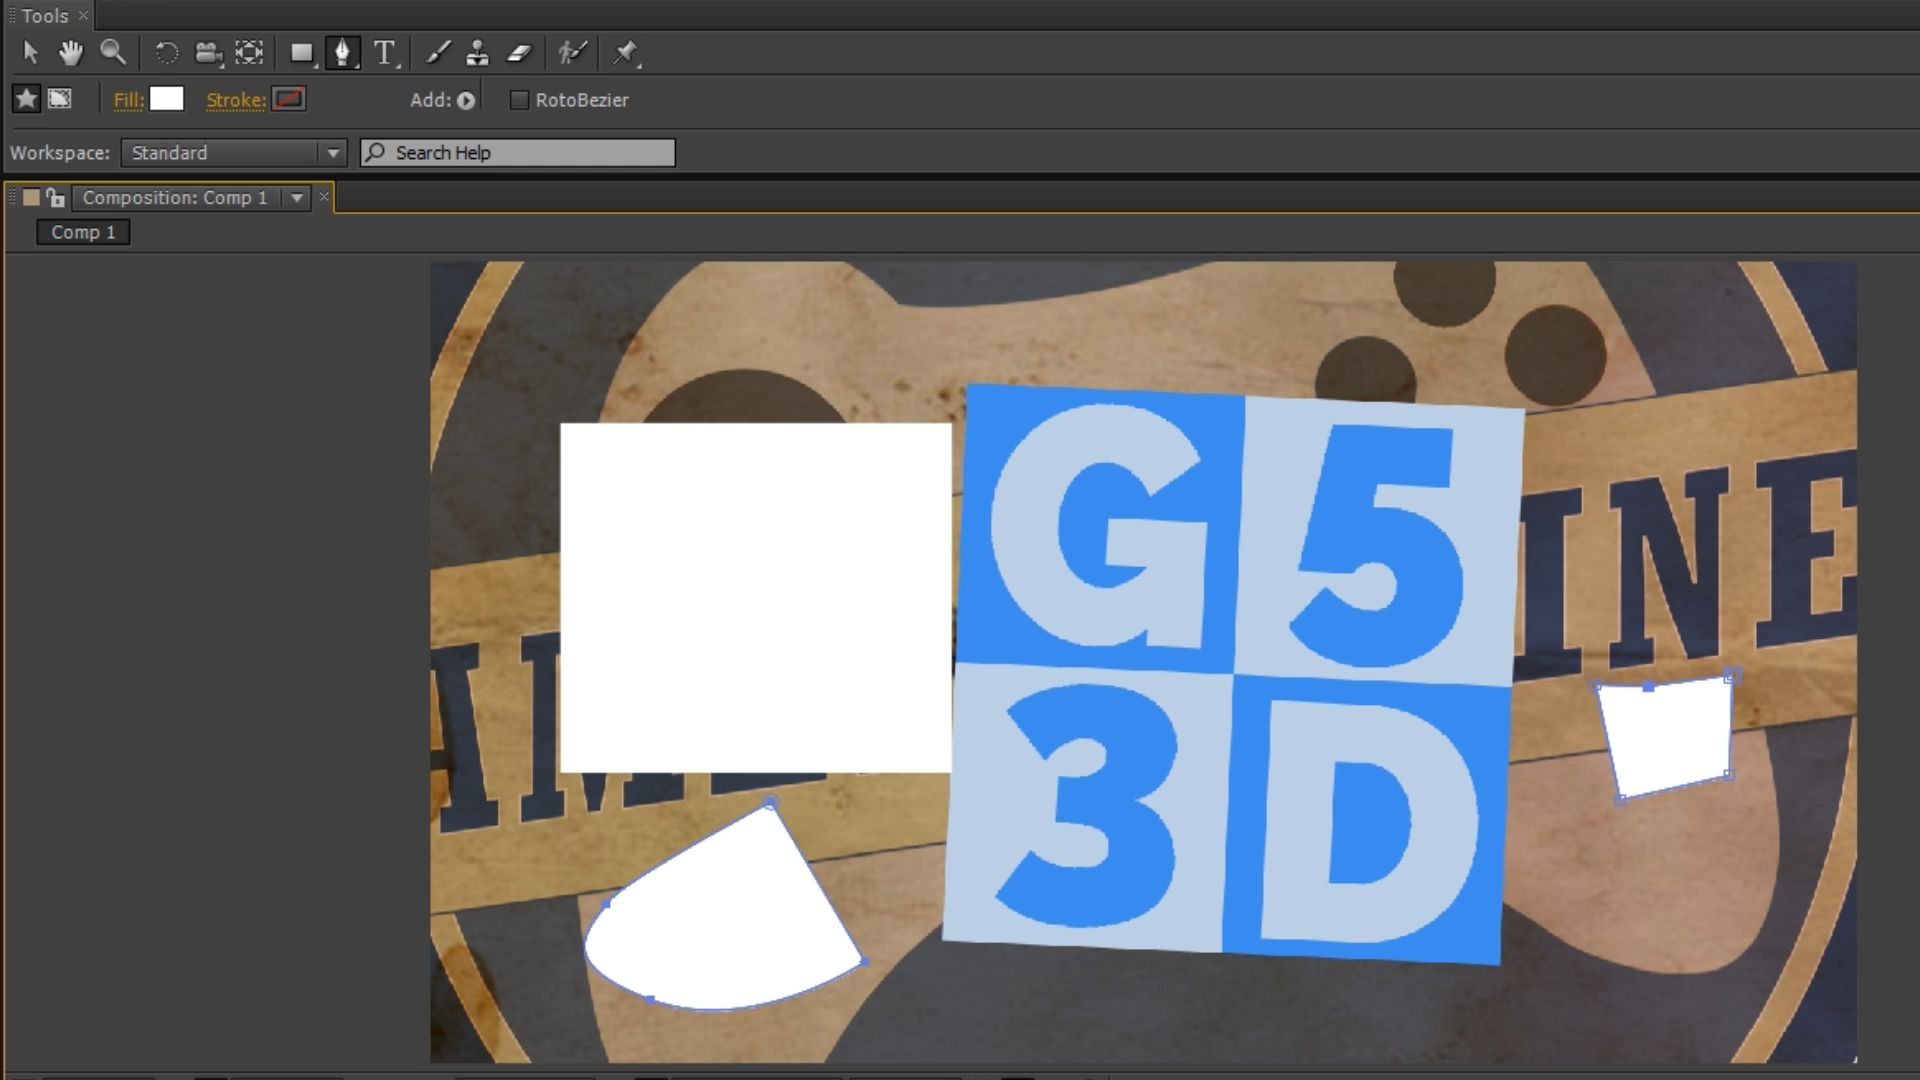 Tools
T
Fill:
Stroke:
Add:
RotoBezier
Workspace:
Standard
Search Help
Composition: Comp 1
Comp 1
G5
3D
INE